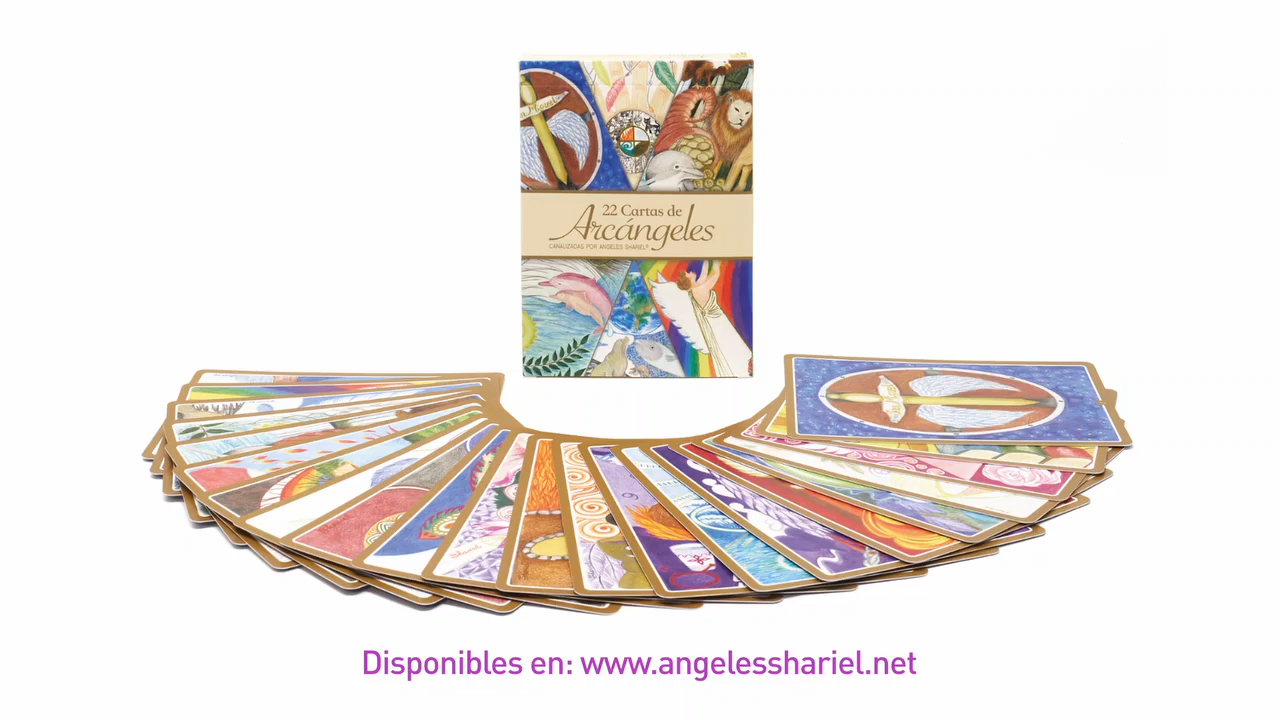 22 Cartas de
Arcángeles
CANALIZADAS POR ANGELES SHARIEL®
Disponibles en: www.angelesshariel.net